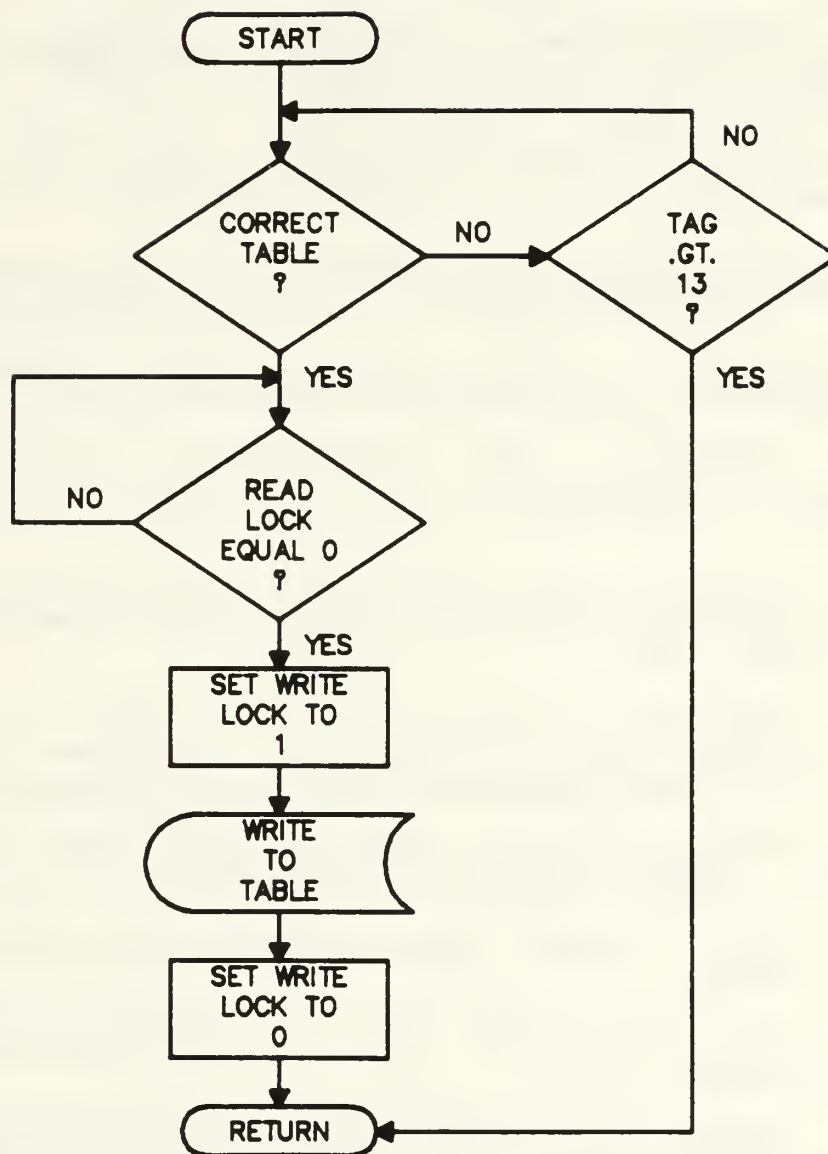 START
NO
CORRECT
TABLE
?
NO
TAG
.GT.
13
?
YES
YES
NO
READ
LOCK
EQUAL 0
?
YES
SET WRITE
LOCK TO
1
WRITE
TO
TABLE
SET WRITE
LOCK TO
0
RETURN